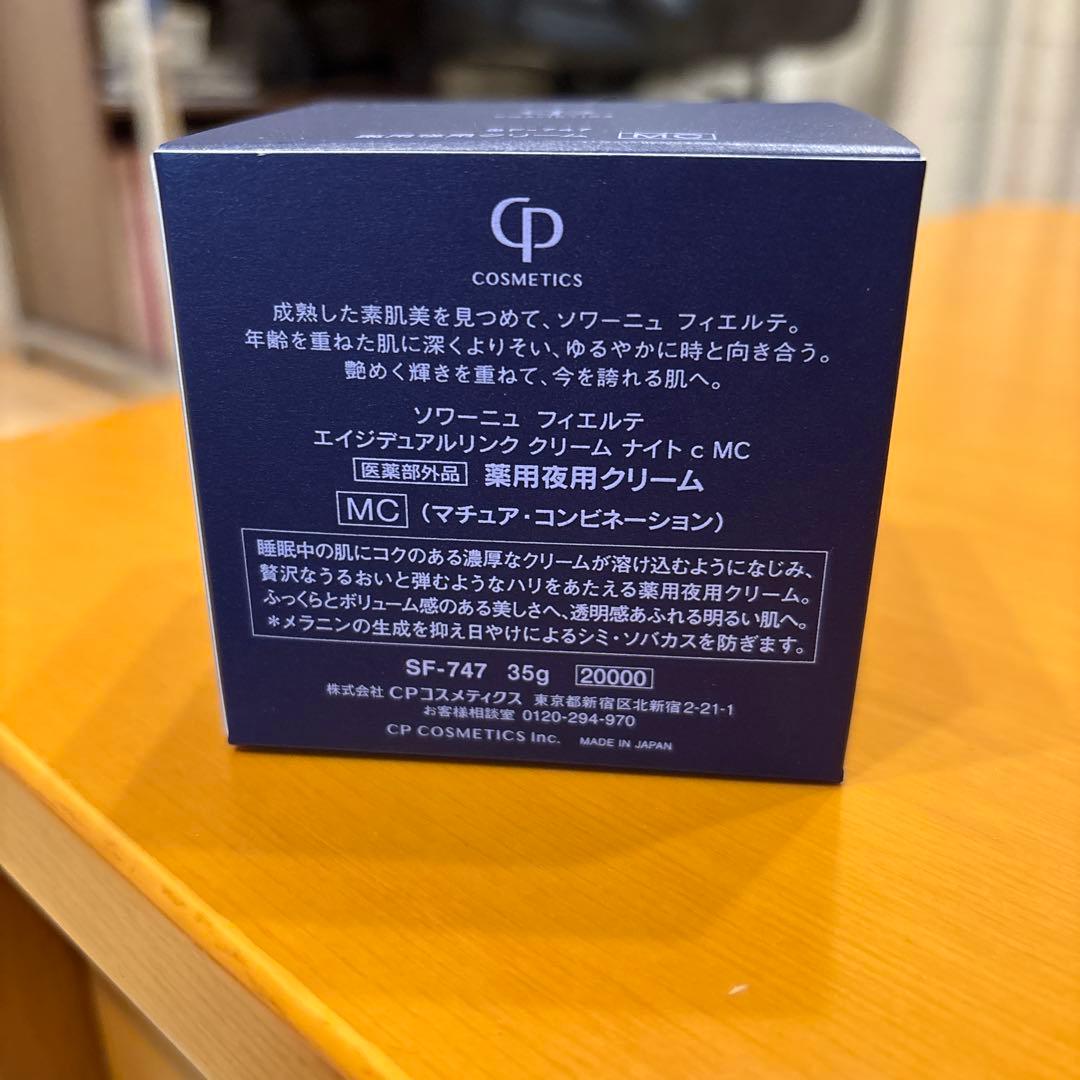 SF-747
薬用夜用クリーム MC
CP
COSMETICS
成熟した素肌美を見つめて、ソワーニュ フィエルテ。
年齢を重ねた肌に深くよりそい、ゆるやかに時と向き合う。
艶めく輝きを重ねて、今を誇れる肌へ。
ソワーニュ フィエルテ
エイジデュアルリンク クリーム ナイト c MC
医薬部外品 薬用夜用クリーム
MC (マチュア・コンビネーション)
睡眠中の肌にコクのある濃厚なクリームが溶け込むようになじみ、
贅沢なうるおいと弾むようなハリをあたえる薬用夜用クリーム。
ふっくらとボリューム感のある美しさへ、透明感あふれる明るい肌へ。
＊メラニンの生成を抑え日やけによるシミ・ソバカスを防ぎます。
SF-747 35g 20000
株式会社 CPコスメティクス 東京都新宿区北新宿2-21-1
お客様相談室 0120-294-970
CP COSMETICS Inc. MADE IN JAPAN